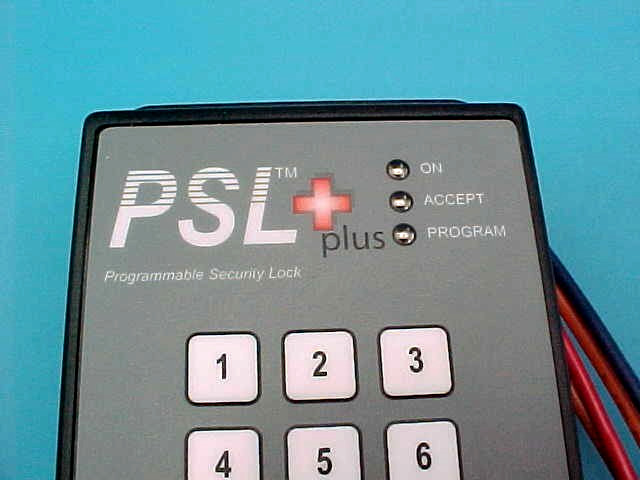 PSL™ plus
ON
ACCEPT
PROGRAM
Programmable Security Lock
1 2 3
4 5 6